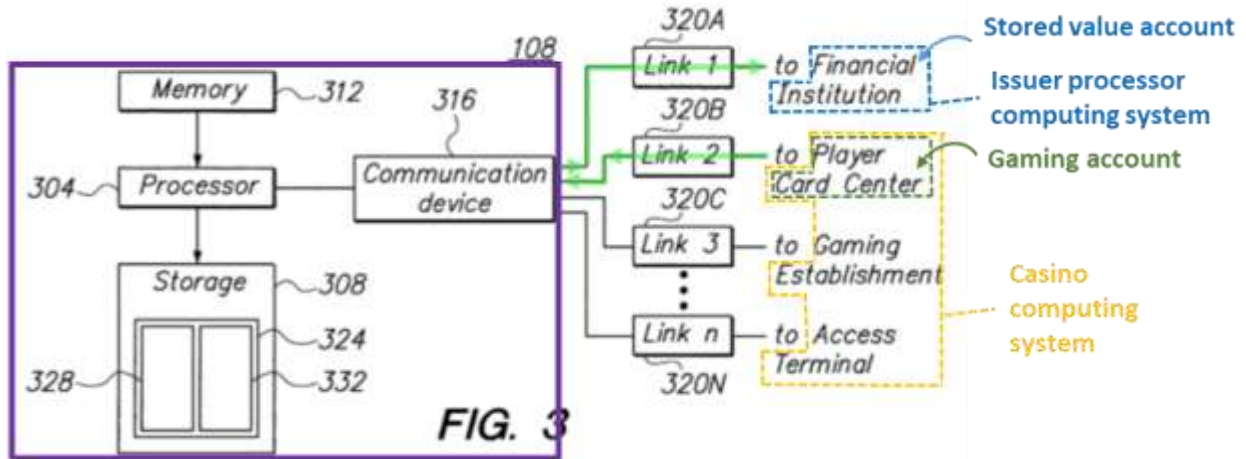 108
Memory
312
304
Processor
316
Communication
device
Storage
308
324
328
332
FIG. 3
320A
Link 1
to Financial
Institution
320B
Link 2
to Player
Card Center
320C
Link 3
to Gaming
Establishment
Link n
to Access
Terminal
320N
Stored value account
Issuer processor
computing system
Gaming account
Casino
computing
system